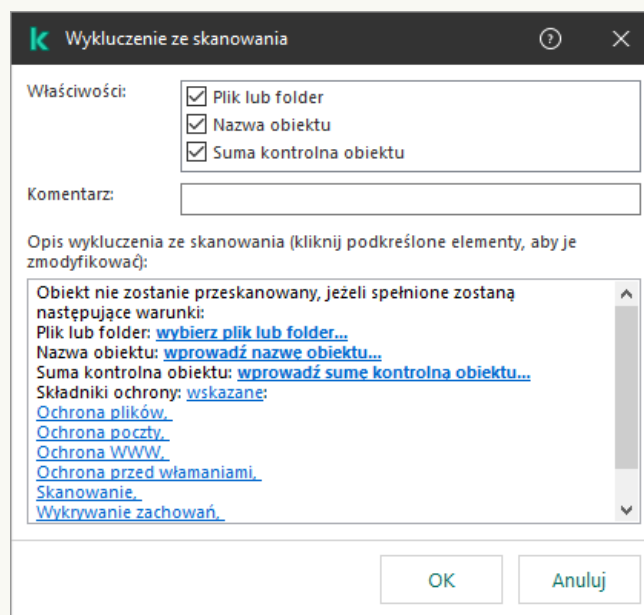 Wykluczenie ze skanowania
Właściwości:
Plik lub folder
Nazwa obiektu
Suma kontrolna obiektu
Komentarz:
Opis wykluczenia ze skanowania (kliknij podkreślone elementy, aby je
zmodyfikować):
Obiekt nie zostanie przeskanowany, jeżeli spełnione zostaną
następujące warunki:
Plik lub folder: wybierz plik lub folder...
Nazwa obiektu: wprowadź nazwę obiektu...
Suma kontrolna obiektu: wprowadź sumę kontrolną obiektu...
Składniki ochrony: wskazane:
Ochrona plików,
Ochrona poczty,
Ochrona WWW,
Ochrona przed włamaniami,
Skanowanie,
Wykrywanie zachowań,
OK
Anuluj